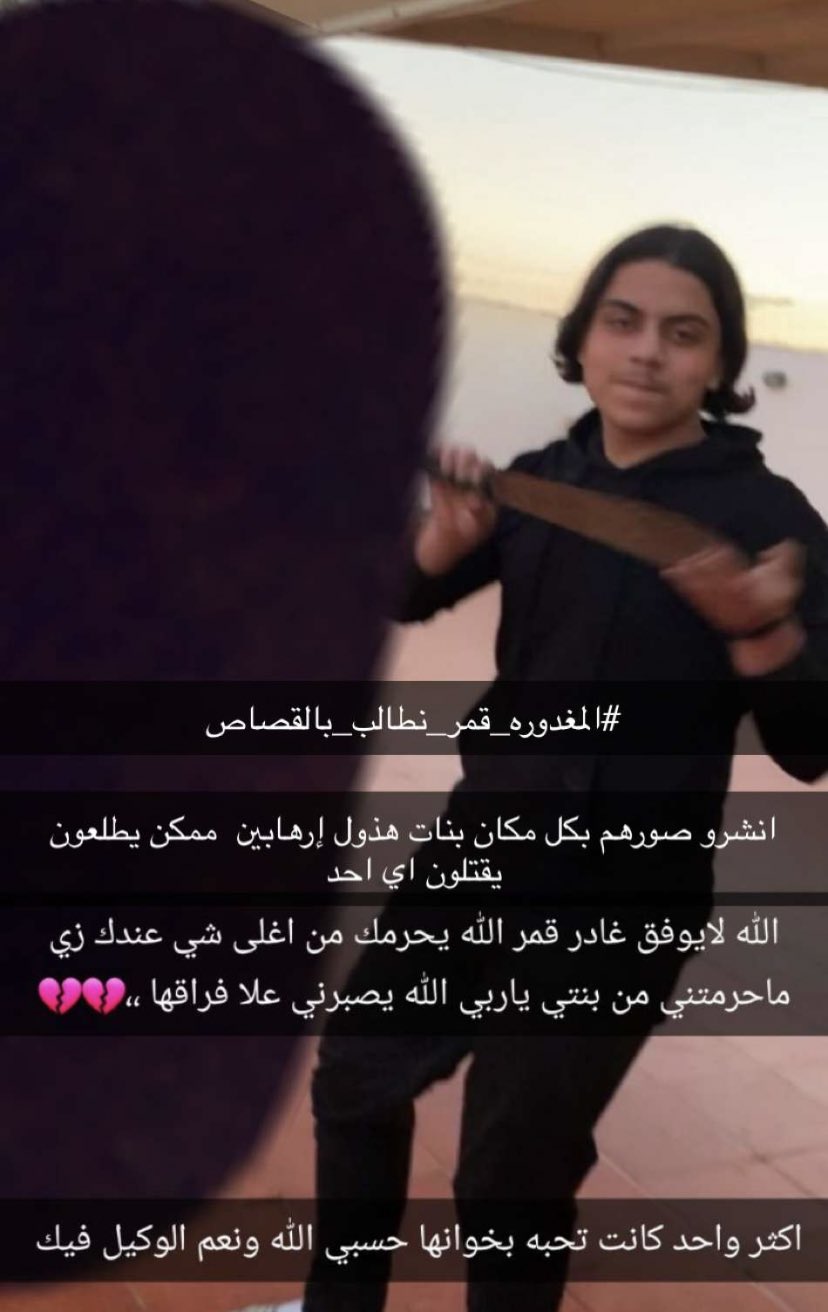 #المغدوره_قمر_نطالب_بالقصاص
انشرو صورهم بكل مكان بنات هذول إرهابين ممكن يطلعون
يقتلون اي احد
الله لايوفق غادر قمر الله يحرمك من اغلى شي عندك زي
ماحرمتني من بنتي ياربي الله يصبرني علا فراقها ،،💔💔
اكثر واحد كانت تحبه بخوانها حسبي الله ونعم الوكيل فيك